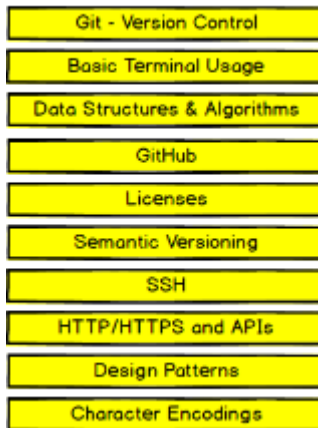 Git - Version Control
Basic Terminal Usage
Data Structures & Algorithms
GitHub
Licenses
Semantic Versioning
SSH
HTTP/HTTPS and APIs
Design Patterns
Character Encodings